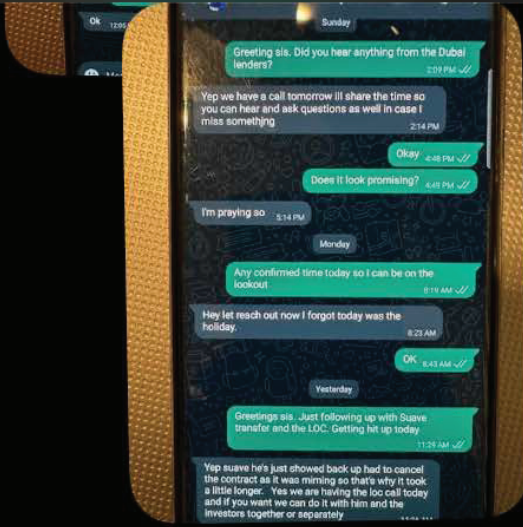 Ok
Sunday
Greeting sis. Did you hear anything from the Dubai
lenders?
2:09 PM
Yep we have a call tomorrow ill share the time so
you can hear and ask questions as well in case I
miss something
2:14 PM
Okay 4:48 PM
Does it look promising? 4:49 PM
I'm praying so 5:14 PM
Monday
Any confirmed time today so I can be on the
lookout
8:19 AM
Hey let reach out now I forgot today was the
holiday.
8:23 AM
OK 8:43 AM
Yesterday
Greetings sis. Just following up with Suave
transfer and the LOC. Getting hit up today
11:29 AM
Yep suave he's just showed back up had to cancel
the contract as it was miming so that's why it took
a little longer. Yes we are having the loc call today
and if you want we can do it with him and the
investors together or separately